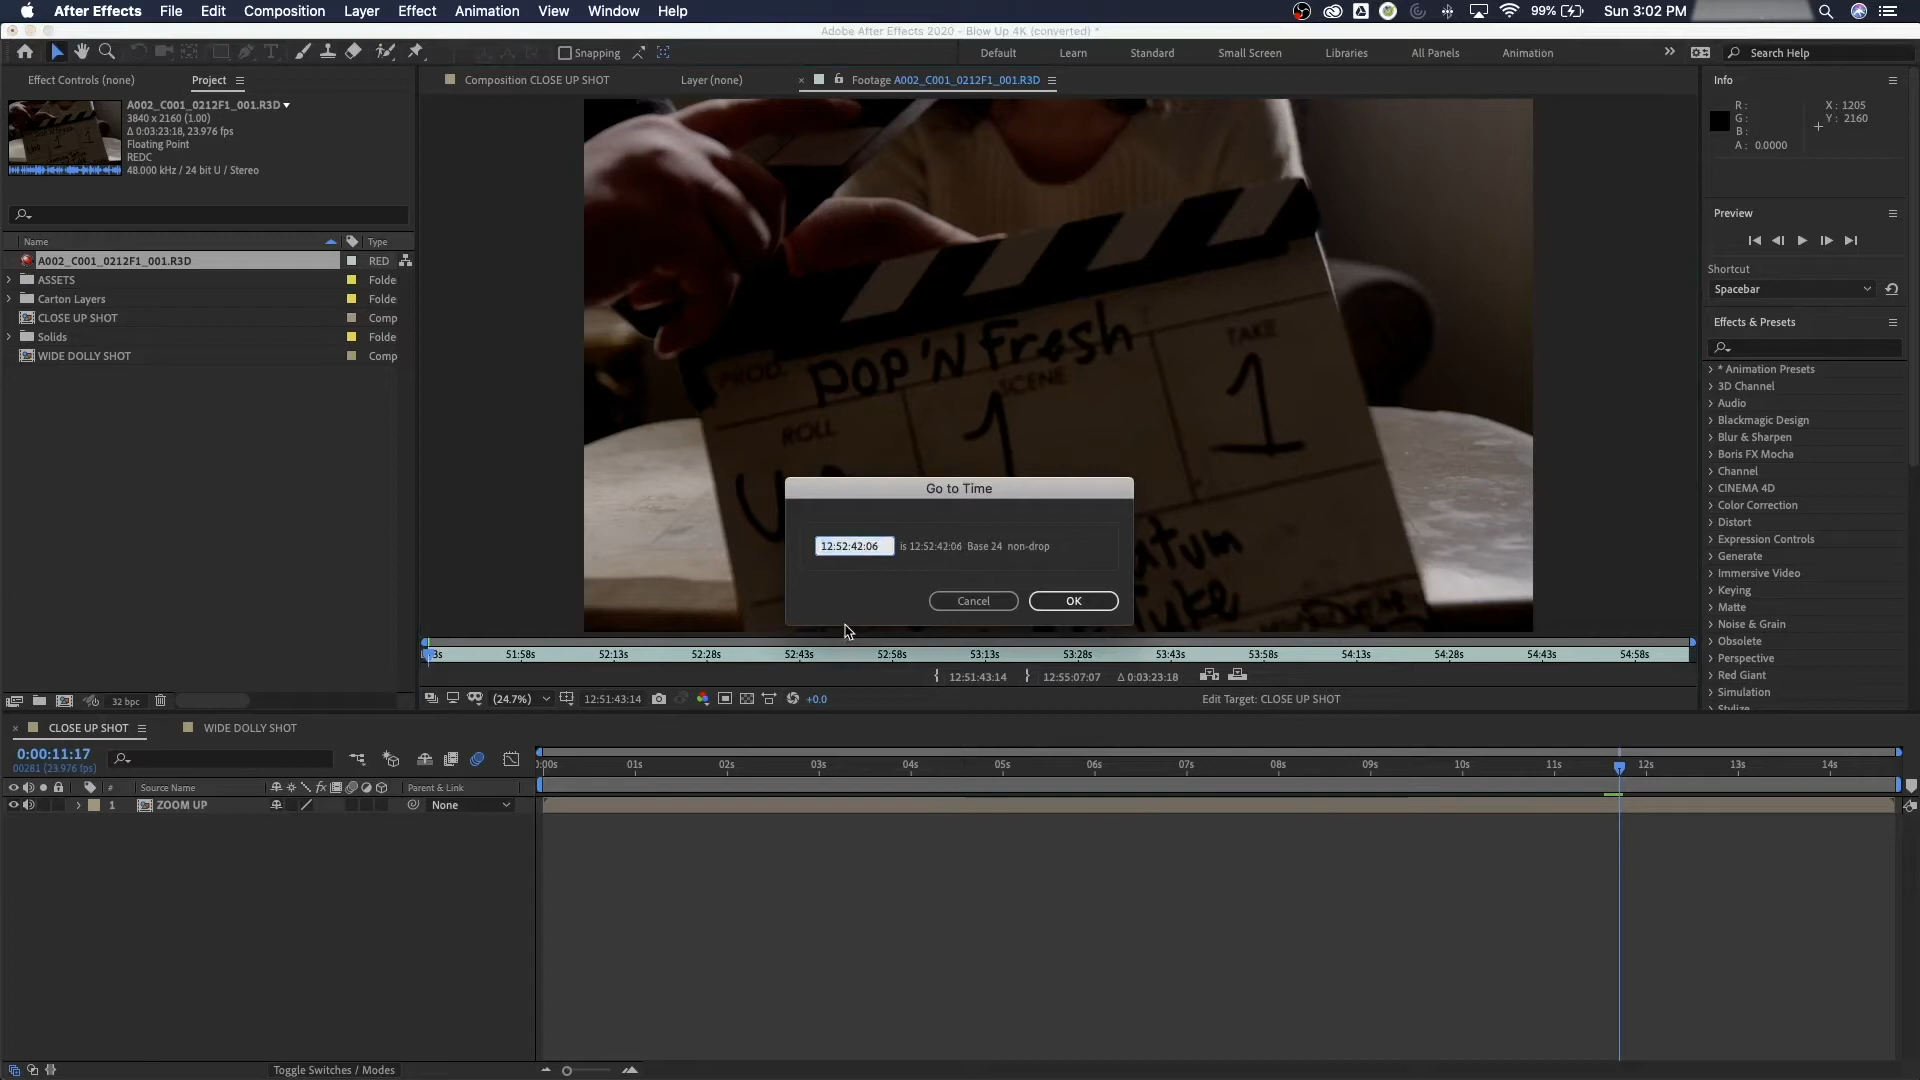 After Effects File Edit Composition Layer Effect Animation View Window Help 99% Sun 3:02 PM
Adobe After Effects 2020 - Blow Up 4K (converted) *
Snapping Default Learn Standard Small Screen Libraries All Panels Animation Search Help
Effect Controls (none) Project
Composition CLOSE UP SHOT Layer (none) Footage A002_C001_0212F1_001.R3D
A002_C001_0212F1_001.R3D
3840 x 2160 (1.00)
Δ 0:03:23:18, 23.976 fps
Floating Point
REDC
48.000 kHz / 24 bit U / Stereo
Name Type
A002_C001_0212F1_001.R3D RED
ASSETS Folde
Carton Layers Folde
CLOSE UP SHOT Comp
Solids Folde
WIDE DOLLY SHOT Comp
32 bpc
PROD. POP 'N Fresh
ROLL SCENE TAKE
1 1
Go to Time
12:52:42:06 is 12:52:42:06 Base 24 non-drop
Cancel OK
51:58s 52:13s 52:28s 52:43s 52:58s 53:13s 53:28s 53:43s 53:58s 54:13s 54:28s 54:43s 54:58s
12:51:43:14 12:55:07:07 Δ 0:03:23:18
(24.7%) 12:51:43:14 +0.0 Edit Target: CLOSE UP SHOT
Info
R: X: 1205
G: Y: 2160
B:
A: 0.0000
Preview
Shortcut
Spacebar
Effects & Presets
* Animation Presets
3D Channel
Audio
Blackmagic Design
Blur & Sharpen
Boris FX Mocha
Channel
CINEMA 4D
Color Correction
Distort
Expression Controls
Generate
Immersive Video
Keying
Matte
Noise & Grain
Obsolete
Perspective
Red Giant
Simulation
Stylize
CLOSE UP SHOT WIDE DOLLY SHOT
0:00:11:17
00281 (23.976 fps)
:00s 01s 02s 03s 04s 05s 06s 07s 08s 09s 10s 11s 12s 13s 14s
# Source Name Parent & Link
1 ZOOM UP None
Toggle Switches / Modes